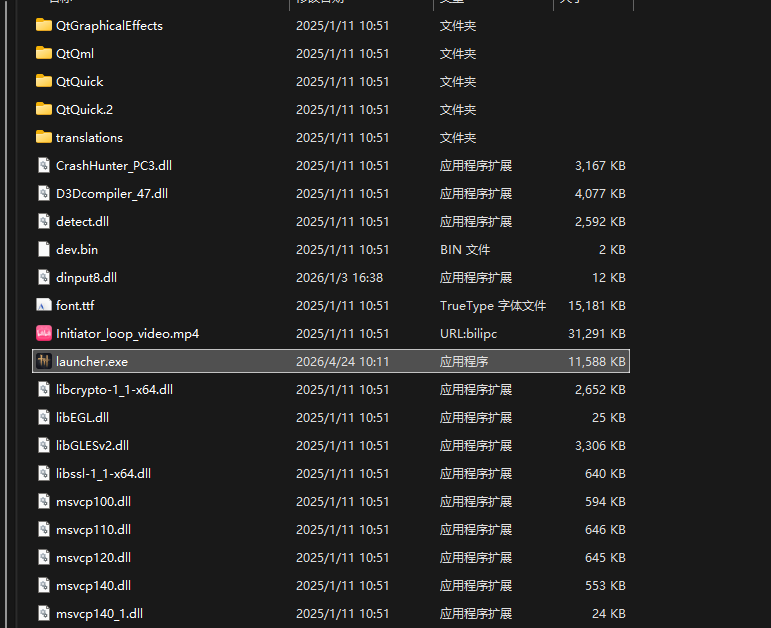 QtGraphicalEffects 2025/1/11 10:51 文件夹
QtQml 2025/1/11 10:51 文件夹
QtQuick 2025/1/11 10:51 文件夹
QtQuick.2 2025/1/11 10:51 文件夹
translations 2025/1/11 10:51 文件夹
CrashHunter_PC3.dll 2025/1/11 10:51 应用程序扩展 3,167 KB
D3Dcompiler_47.dll 2025/1/11 10:51 应用程序扩展 4,077 KB
detect.dll 2025/1/11 10:51 应用程序扩展 2,592 KB
dev.bin 2025/1/11 10:51 BIN 文件 2 KB
dinput8.dll 2026/1/3 16:38 应用程序扩展 12 KB
font.ttf 2025/1/11 10:51 TrueType 字体文件 15,181 KB
Initiator_loop_video.mp4 2025/1/11 10:51 URL:bilipc 31,291 KB
launcher.exe 2026/4/24 10:11 应用程序 11,588 KB
libcrypto-1_1-x64.dll 2025/1/11 10:51 应用程序扩展 2,652 KB
libEGL.dll 2025/1/11 10:51 应用程序扩展 25 KB
libGLESv2.dll 2025/1/11 10:51 应用程序扩展 3,306 KB
libssl-1_1-x64.dll 2025/1/11 10:51 应用程序扩展 640 KB
msvcp100.dll 2025/1/11 10:51 应用程序扩展 594 KB
msvcp110.dll 2025/1/11 10:51 应用程序扩展 646 KB
msvcp120.dll 2025/1/11 10:51 应用程序扩展 645 KB
msvcp140.dll 2025/1/11 10:51 应用程序扩展 553 KB
msvcp140_1.dll 2025/1/11 10:51 应用程序扩展 24 KB